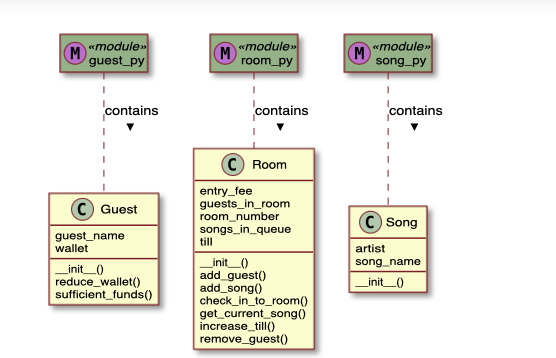 M «module»
guest_py
M «module»
room_py
M «module»
song_py
contains
contains
contains
C Guest
guest_name
wallet
__init__()
reduce_wallet()
sufficient_funds()
C Room
entry_fee
guests_in_room
room_number
songs_in_queue
till
__init__()
add_guest()
add_song()
check_in_to_room()
get_current_song()
increase_till()
remove_guest()
C Song
artist
song_name
__init__()